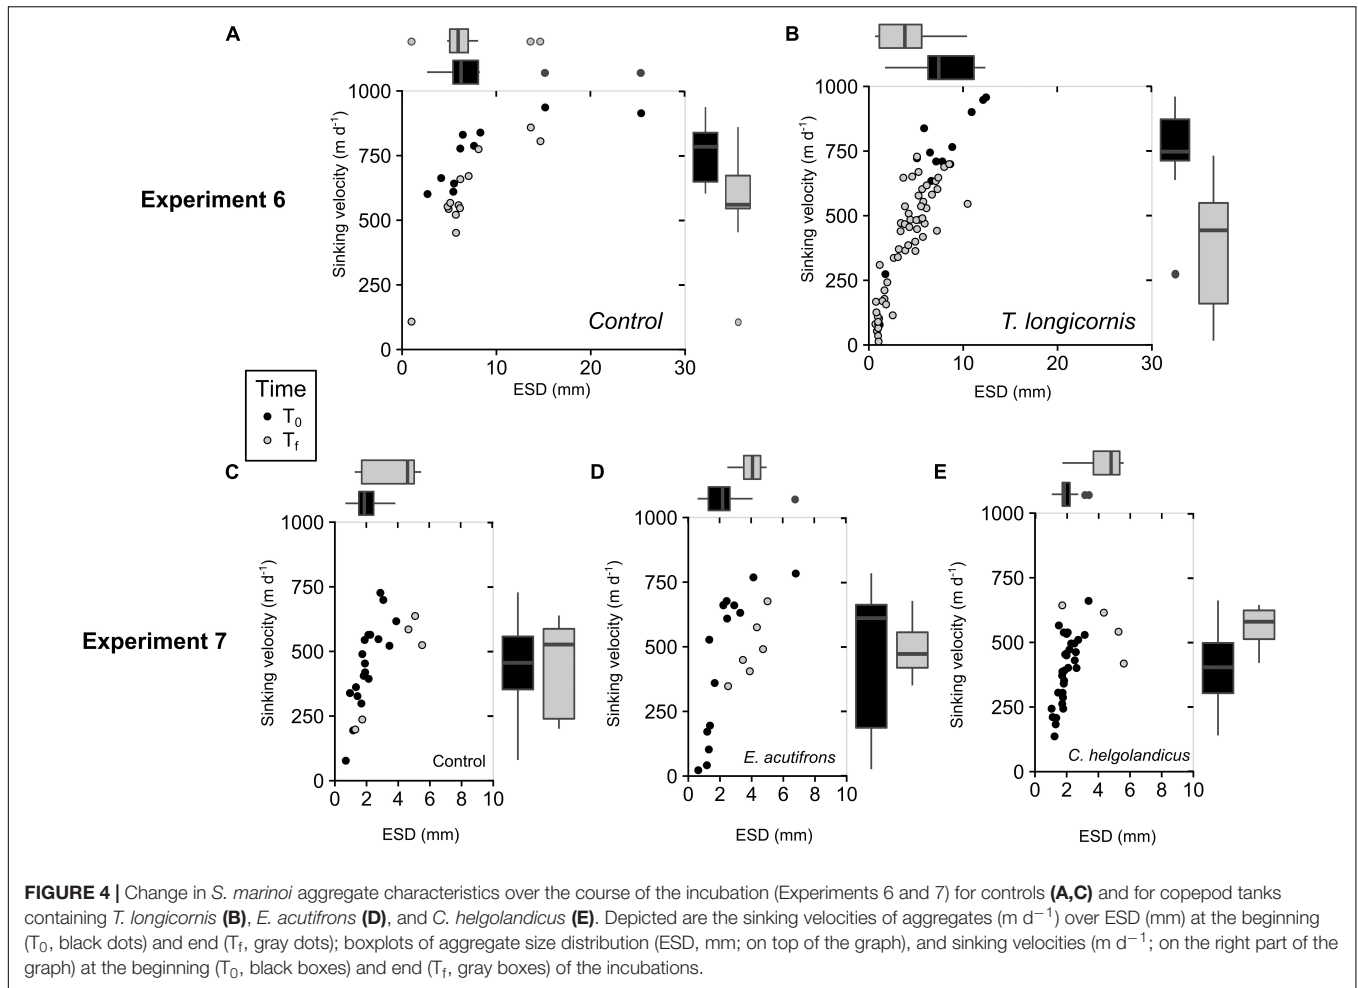 A
B
1000
750
500
250
0
Sinking velocity (m d-1)
Control
0 10 20 30
ESD (mm)
Experiment 6
1000
750
500
250
0
Sinking velocity (m d-1)
T. longicornis
0 10 20 30
ESD (mm)
Time
T0
Tf
C
D
E
Experiment 7
1000
750
500
250
0
Sinking velocity (m d-1)
Control
0 2 4 6 8 10
ESD (mm)
1000
750
500
250
0
Sinking velocity (m d-1)
E. acutifrons
0 2 4 6 8 10
ESD (mm)
1000
750
500
250
0
Sinking velocity (m d-1)
C. helgolandicus
0 2 4 6 8 10
ESD (mm)
FIGURE 4 | Change in S. marinoi aggregate characteristics over the course of the incubation (Experiments 6 and 7) for controls (A,C) and for copepod tanks
containing T. longicornis (B), E. acutifrons (D), and C. helgolandicus (E). Depicted are the sinking velocities of aggregates (m d−1) over ESD (mm) at the beginning
(T0, black dots) and end (Tf, gray dots); boxplots of aggregate size distribution (ESD, mm; on top of the graph), and sinking velocities (m d−1; on the right part of the
graph) at the beginning (T0, black boxes) and end (Tf, gray boxes) of the incubations.